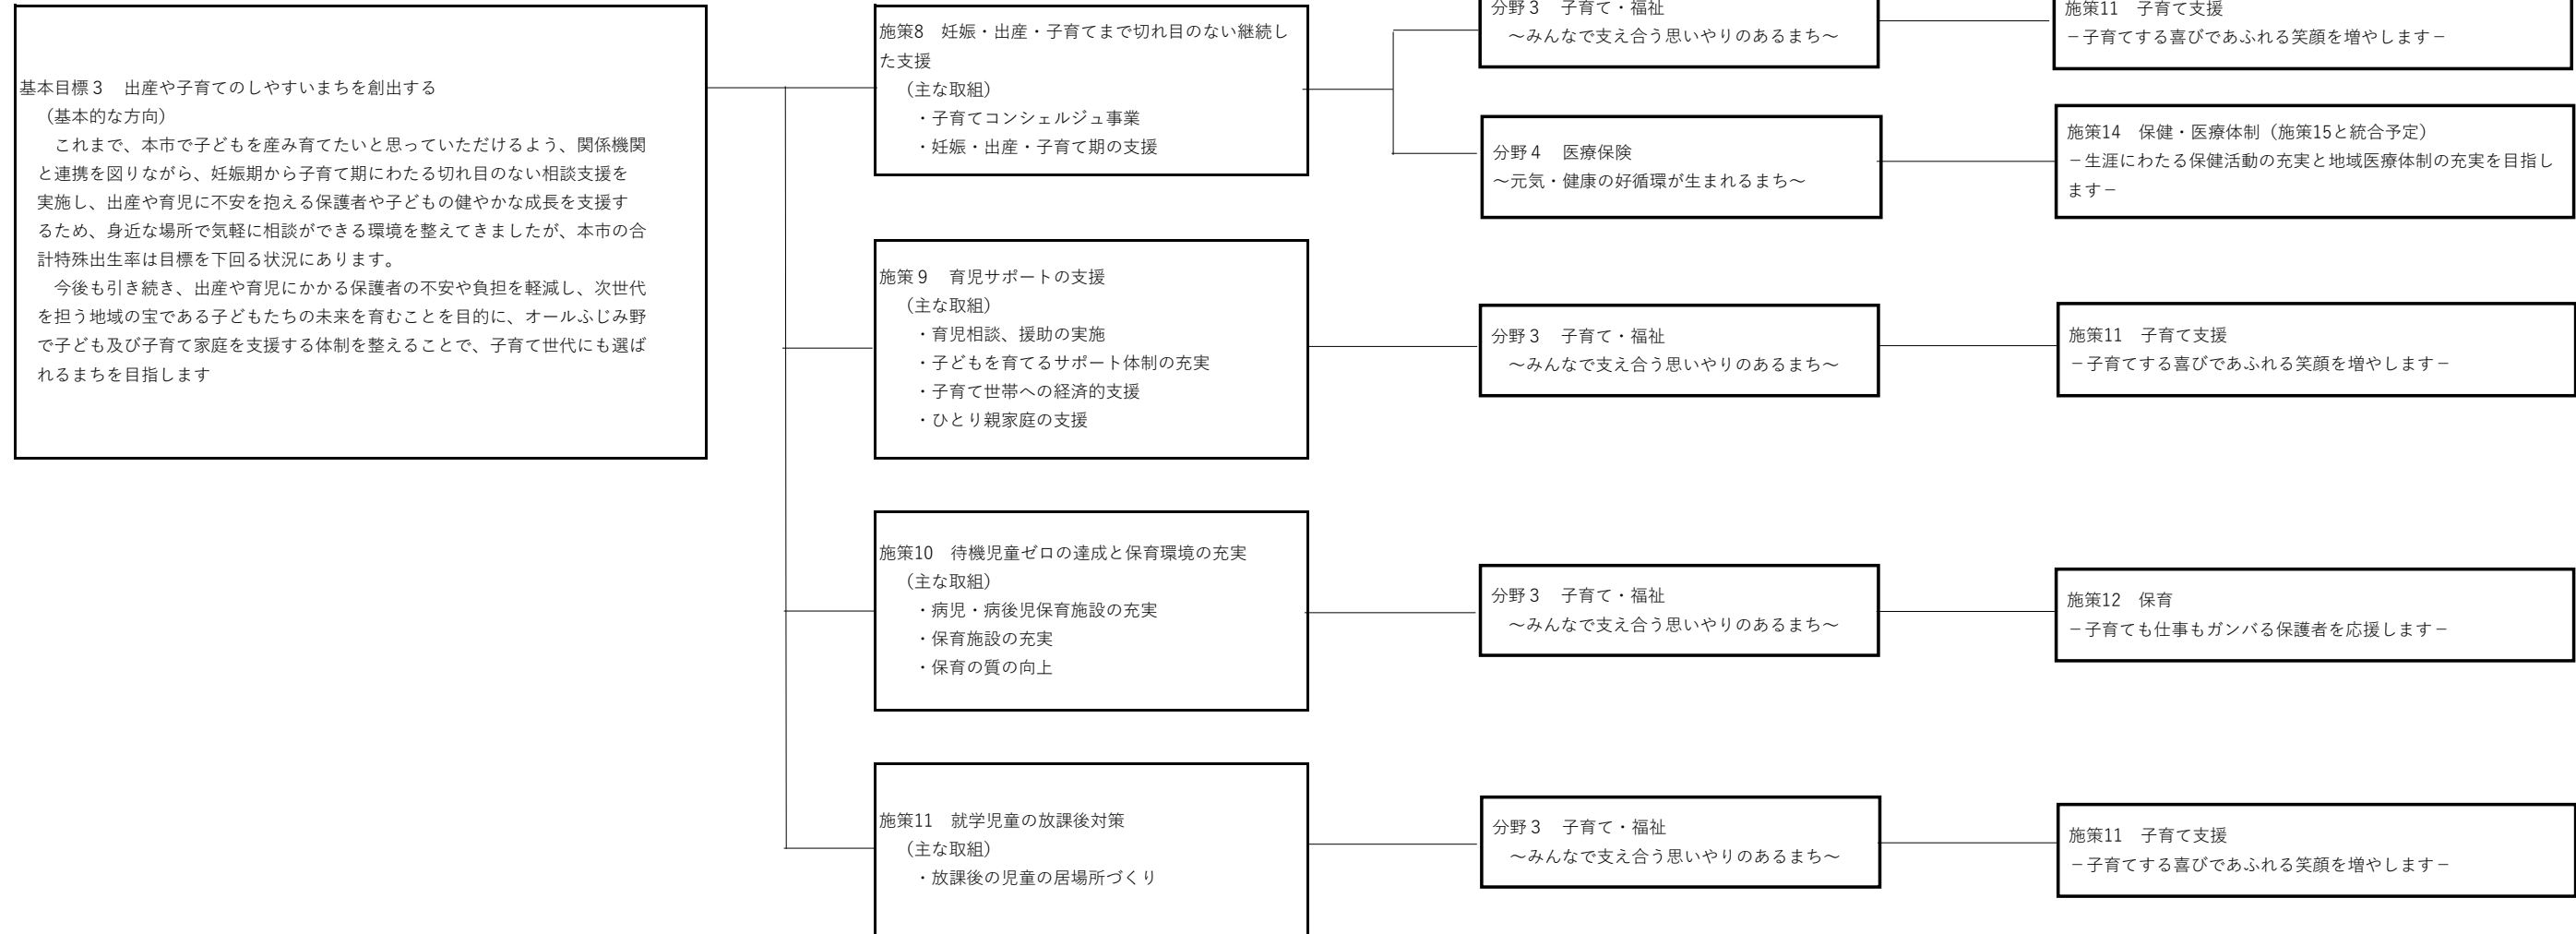 基本目標３　出産や子育てのしやすいまちを創出する
（基本的な方向）
これまで、本市で子どもを産み育てたいと思っていただけるよう、関係機関
と連携を図りながら、妊娠期から子育て期にわたる切れ目のない相談支援を
実施し、出産や育児に不安を抱える保護者や子どもの健やかな成長を支援す
るため、身近な場所で気軽に相談ができる環境を整えてきましたが、本市の合
計特殊出生率は目標を下回る状況にあります。
今後も引き続き、出産や育児にかかる保護者の不安や負担を軽減し、次世代
を担う地域の宝である子どもたちの未来を育むことを目的に、オールふじみ野
で子ども及び子育て家庭を支援する体制を整えることで、子育て世代にも選ば
れるまちを目指します
施策8　妊娠・出産・子育てまで切れ目のない継続し
た支援
（主な取組）
・子育てコンシェルジュ事業
・妊娠・出産・子育て期の支援
分野３　子育て・福祉
～みんなで支え合う思いやりのあるまち～
施策11　子育て支援
－子育てする喜びであふれる笑顔を増やします－
分野４　医療保険
～元気・健康の好循環が生まれるまち～
施策14　保健・医療体制（施策15と統合予定）
－生涯にわたる保健活動の充実と地域医療体制の充実を目指し
ます－
施策９　育児サポートの支援
（主な取組）
・育児相談、援助の実施
・子どもを育てるサポート体制の充実
・子育て世帯への経済的支援
・ひとり親家庭の支援
分野３　子育て・福祉
～みんなで支え合う思いやりのあるまち～
施策11　子育て支援
－子育てする喜びであふれる笑顔を増やします－
施策10　待機児童ゼロの達成と保育環境の充実
（主な取組）
・病児・病後児保育施設の充実
・保育施設の充実
・保育の質の向上
分野３　子育て・福祉
～みんなで支え合う思いやりのあるまち～
施策12　保育
－子育ても仕事もガンバる保護者を応援します－
施策11　就学児童の放課後対策
（主な取組）
・放課後の児童の居場所づくり
分野３　子育て・福祉
～みんなで支え合う思いやりのあるまち～
施策11　子育て支援
－子育てする喜びであふれる笑顔を増やします－